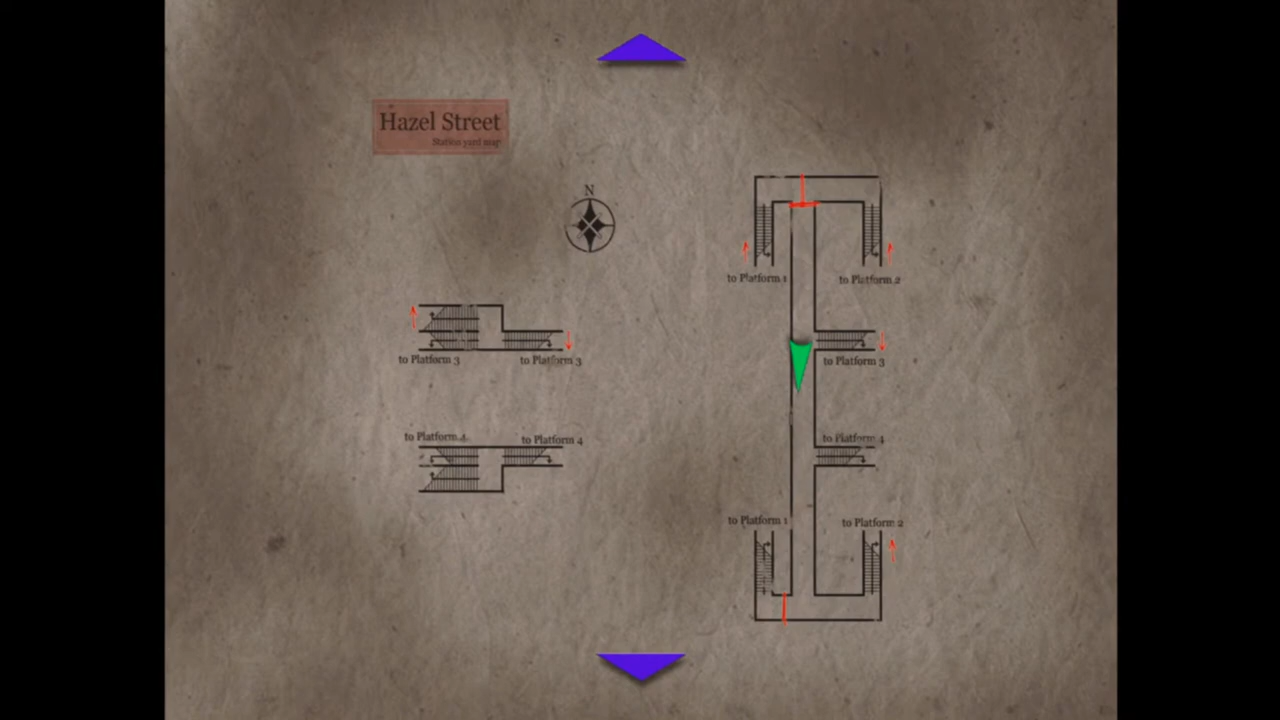 Hazel Street
Station yard map
N
to Platform 1
to Platform 2
to Platform 3
to Platform 3
to Platform 3
to Platform 4
to Platform 4
to Platform 4
to Platform 1
to Platform 2